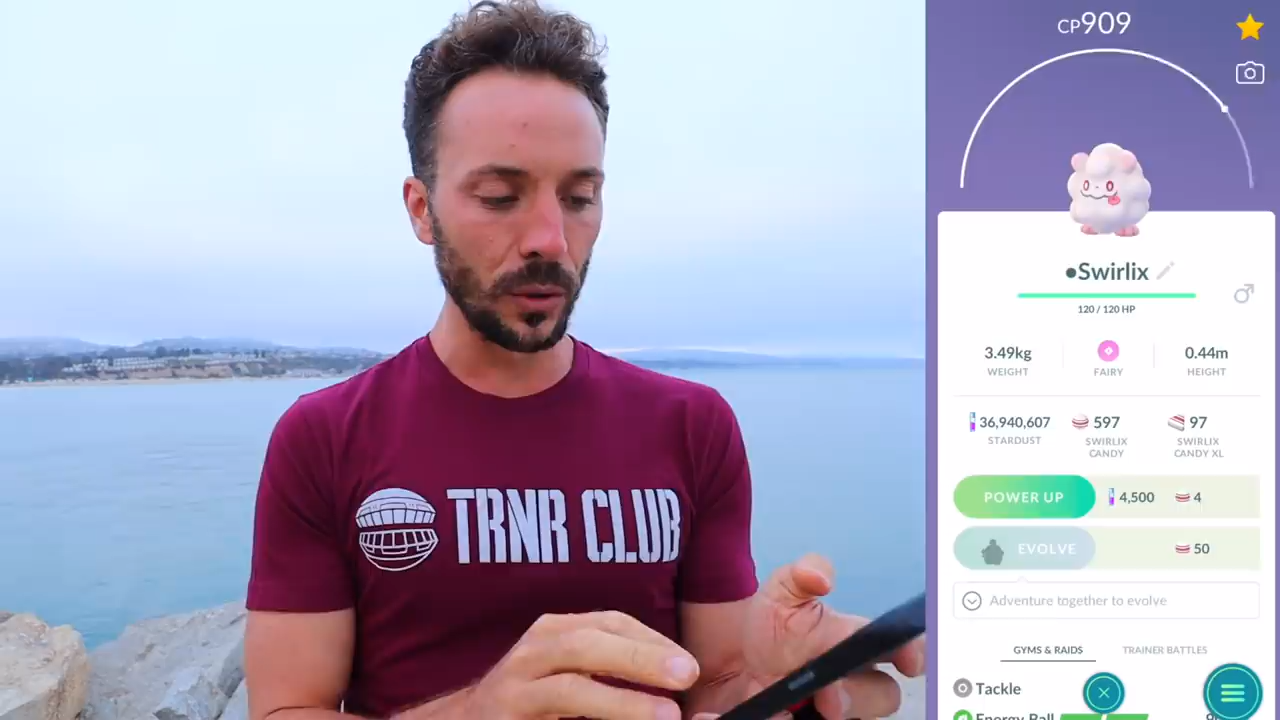 CP909
•Swirlix
120 / 120 HP
3.49kg
WEIGHT
FAIRY
0.44m
HEIGHT
36,940,607
STARDUST
597
SWIRLIX
CANDY
97
SWIRLIX
CANDY XL
POWER UP
4,500
4
EVOLVE
50
Adventure together to evolve
GYMS & RAIDS
TRAINER BATTLES
Tackle
Energy Ball
TRNR CLUB